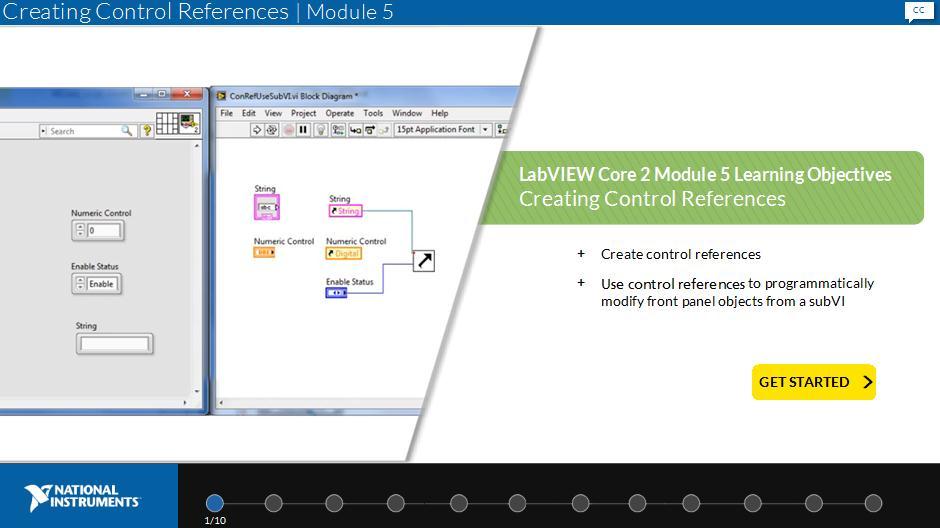 Creating Control References | Module 5
CC
Search
2
Numeric Control
0
Enable Status
Enable
String
ConRefUseSubVI.vi Block Diagram *
File Edit View Project Operate Tools Window Help
15pt Application Font
String
abc
Numeric Control
String
String
Numeric Control
Digital
Enable Status
LabVIEW Core 2 Module 5 Learning Objectives
Creating Control References
+ Create control references
+ Use control references to programmatically
modify front panel objects from a subVI
GET STARTED
NATIONAL
INSTRUMENTS
1/10